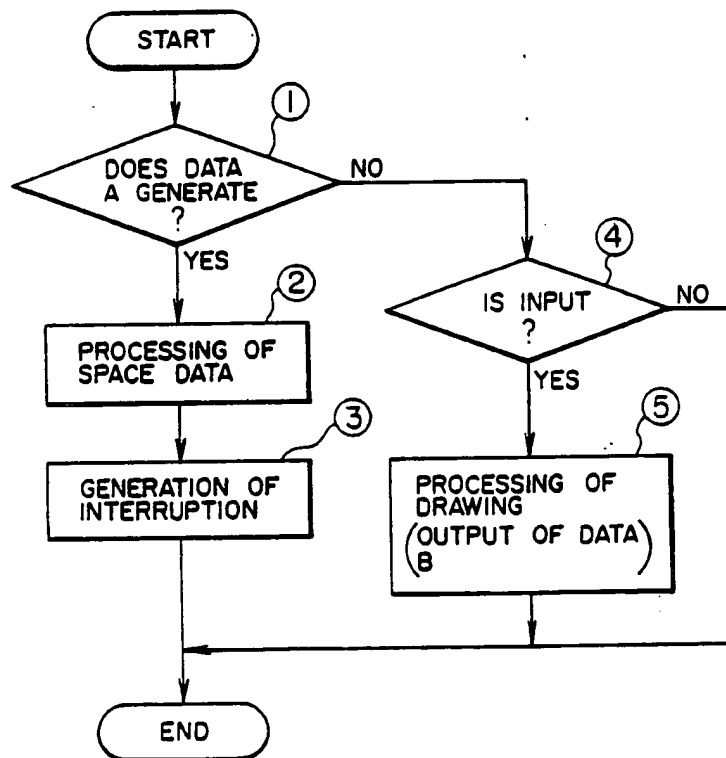 START
①
DOES DATA
A GENERATE
?
NO
YES
②
PROCESSING OF
SPACE DATA
③
GENERATION OF
INTERRUPTION
④
IS INPUT
?
NO
YES
⑤
PROCESSING OF
DRAWING
(OUTPUT OF DATA
B)
END